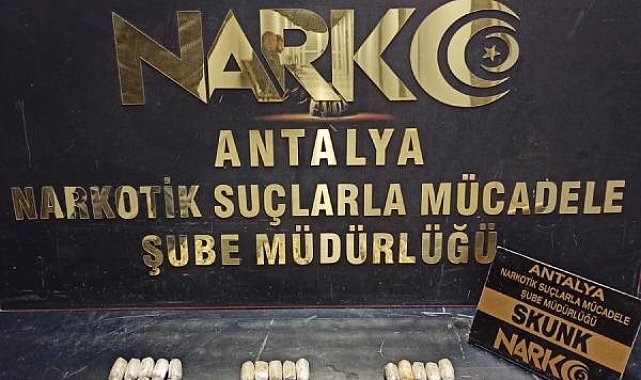 NARKO
ANTALYA
NARKOTİK SUÇLARLA MÜCADELE
ŞUBE MÜDÜRLÜĞÜ
ANTALYA
NARKOTİK SUÇLARLA MÜCADELE
ŞUBE MÜDÜRLÜĞÜ
SKUNK
NARKO